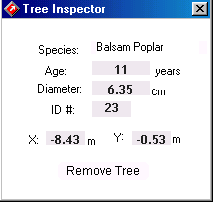 Tree Inspector
Species: Balsam Poplar
Age: 11 years
Diameter: 6.35 cm
ID #: 23
X: -8.43 m Y: -0.53 m
Remove Tree